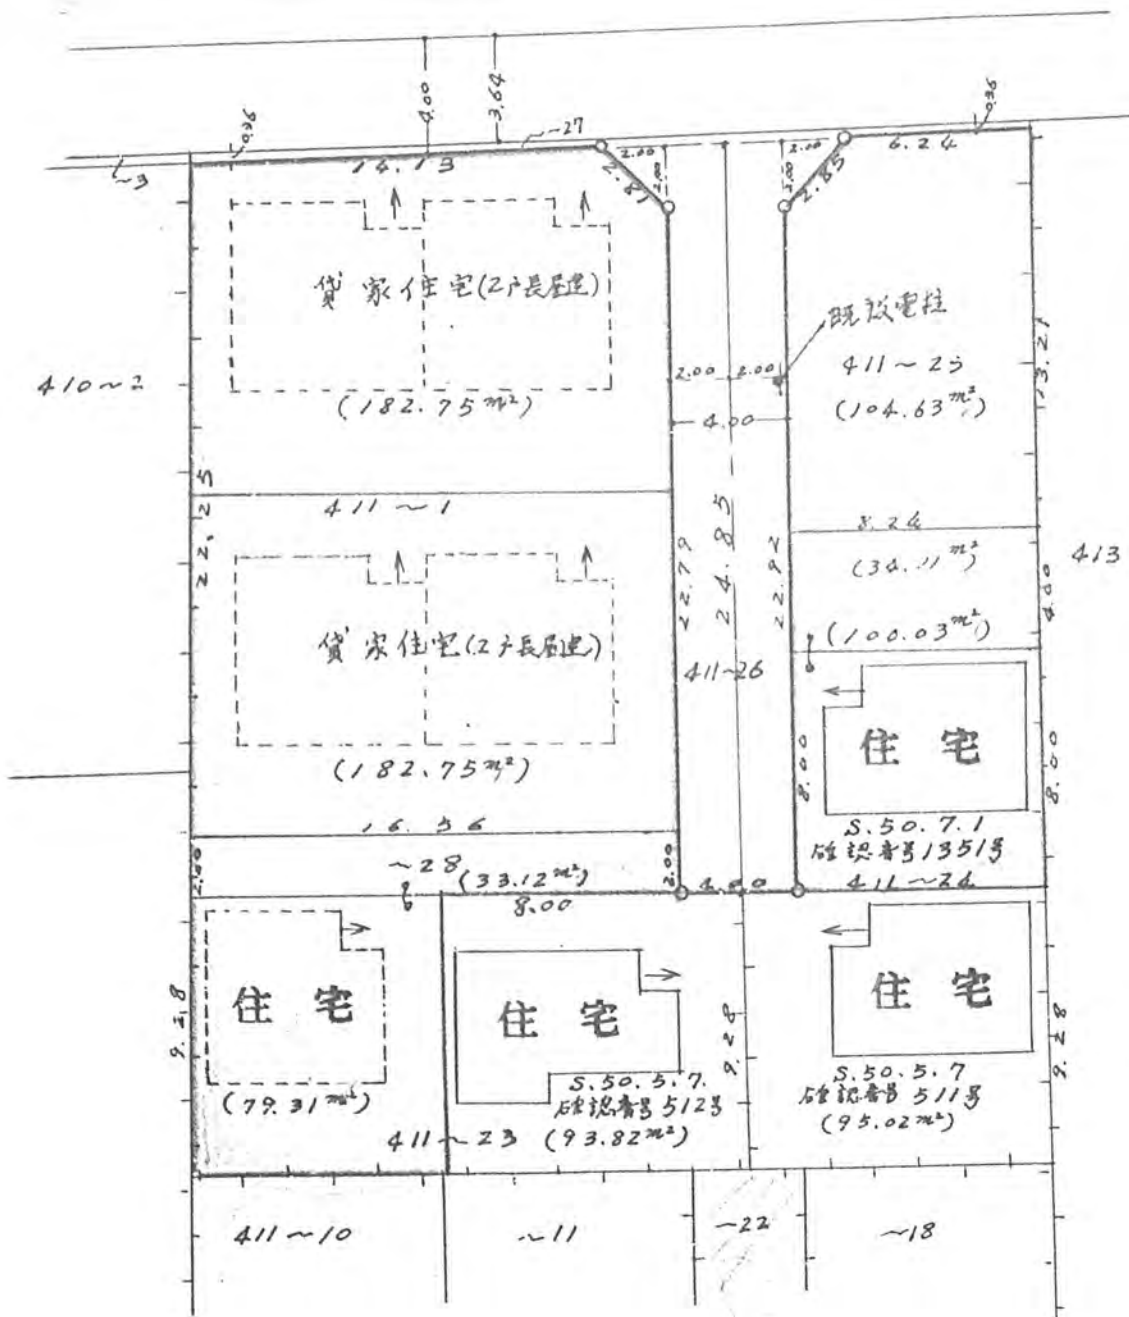 4.00
3.64
0.36
0.36
~27
~3
14.13
2.00
2.00
2.00
2.00
2.85
6.24
貸家住宅(2戸長屋建)
既設電柱
410~2
(182.75m²)
2.00 2.00
4.00
411~25
(104.63m²)
13.21
22.25
411~1
8.24
(34.11m²)
413
22.79
24.85
22.92
4.00
貸家住宅(2戸長屋建)
(100.03m²)
411~26
住宅
(182.75m²)
8.00
8.50
16.56
S.50.7.1
確認番号1351号
2.00
~28
(33.12m²)
2.00
4.00
411~24
8.00
住宅
住宅
住宅
9.28
9.28
9.28
(79.31m²)
S.50.5.7.
確認番号512号
(93.82m²)
S.50.5.7
確認番号511号
(95.02m²)
411~23
411~10
~11
~22
~18